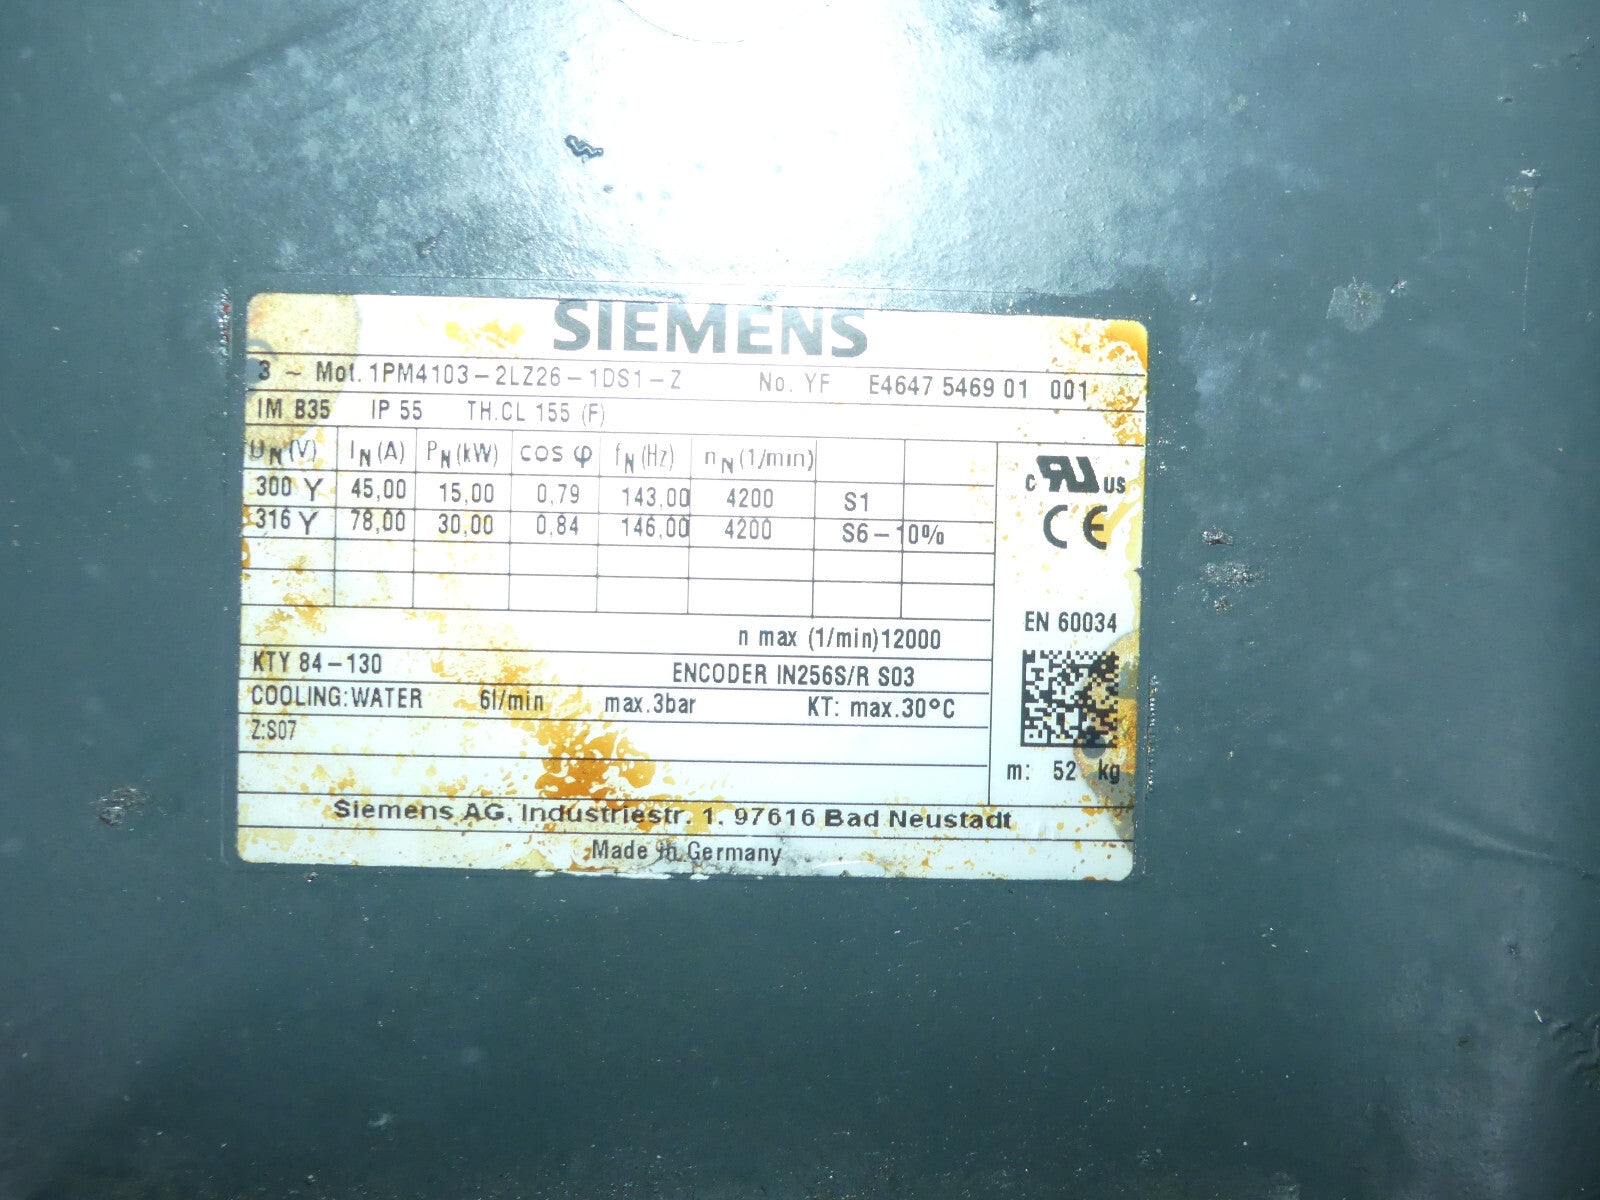 SIEMENS
3 ~ Mot. 1PM4103-2LZ26-1DS1-Z No. YF E4647 5469 01 001
IM B35 IP 55 TH.CL 155 (F)
UN (V) IN (A) PN (kW) cos φ fN (Hz) nN (1/min)
300 Y 45,00 15,00 0,79 143,00 4200 S1
316 Y 78,00 30,00 0,84 146,00 4200 S6-10%
c RU us
CE
n max (1/min)12000
EN 60034
KTY 84-130 ENCODER IN256S/R S03
COOLING:WATER 6l/min max.3bar KT: max.30°C
Z:S07
m: 52 kg
Siemens AG, Industriestr. 1. 97616 Bad Neustadt
Made in Germany